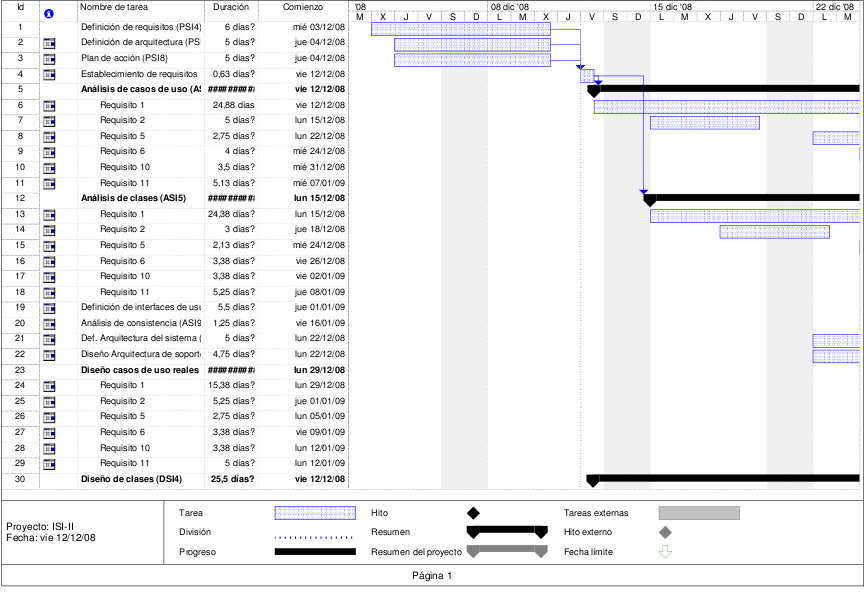 Id Nombre de tarea Duración Comienzo '08 08 dic '08 15 dic '08 22 dic '08
M X J V S D L M X J V S D L M X J V S D L M
1 Definición de requisitos (PSI4) 6 días? mié 03/12/08
2 Definición de arquitectura (PS 5 días? jue 04/12/08
3 Plan de acción (PSI8) 5 días? jue 04/12/08
4 Establecimiento de requisitos 0,63 días? vie 12/12/08
5 Análisis de casos de uso (AS ########## vie 12/12/08
6 Requisito 1 24,88 días vie 12/12/08
7 Requisito 2 5 días? lun 15/12/08
8 Requisito 5 2,75 días? lun 22/12/08
9 Requisito 6 4 días? mié 24/12/08
10 Requisito 10 3,5 días? mié 31/12/08
11 Requisito 11 5,13 días? mié 07/01/09
12 Análisis de clases (ASI5) ########## lun 15/12/08
13 Requisito 1 24,38 días? lun 15/12/08
14 Requisito 2 3 días? jue 18/12/08
15 Requisito 5 2,13 días? mié 24/12/08
16 Requisito 6 3,38 días? vie 26/12/08
17 Requisito 10 3,38 días? vie 02/01/09
18 Requisito 11 5,25 días? jue 08/01/09
19 Definición de interfaces de usu 5,5 días? jue 01/01/09
20 Análisis de consistencia (ASI9 1,25 días? vie 16/01/09
21 Def. Arquitectura del sistema ( 5 días? lun 22/12/08
22 Diseño Arquitectura de soport 4,75 días? lun 22/12/08
23 Diseño casos de uso reales ########## lun 29/12/08
24 Requisito 1 15,38 días? lun 29/12/08
25 Requisito 2 5,25 días? jue 01/01/09
26 Requisito 5 2,75 días? lun 05/01/09
27 Requisito 6 3,38 días? vie 09/01/09
28 Requisito 10 3,38 días? lun 12/01/09
29 Requisito 11 5 días? lun 12/01/09
30 Diseño de clases (DSI4) 25,5 días? vie 12/12/08
Proyecto: ISI-II
Fecha: vie 12/12/08
Tarea Hito Tareas externas
División Resumen Hito externo
Progreso Resumen del proyecto Fecha límite
Página 1